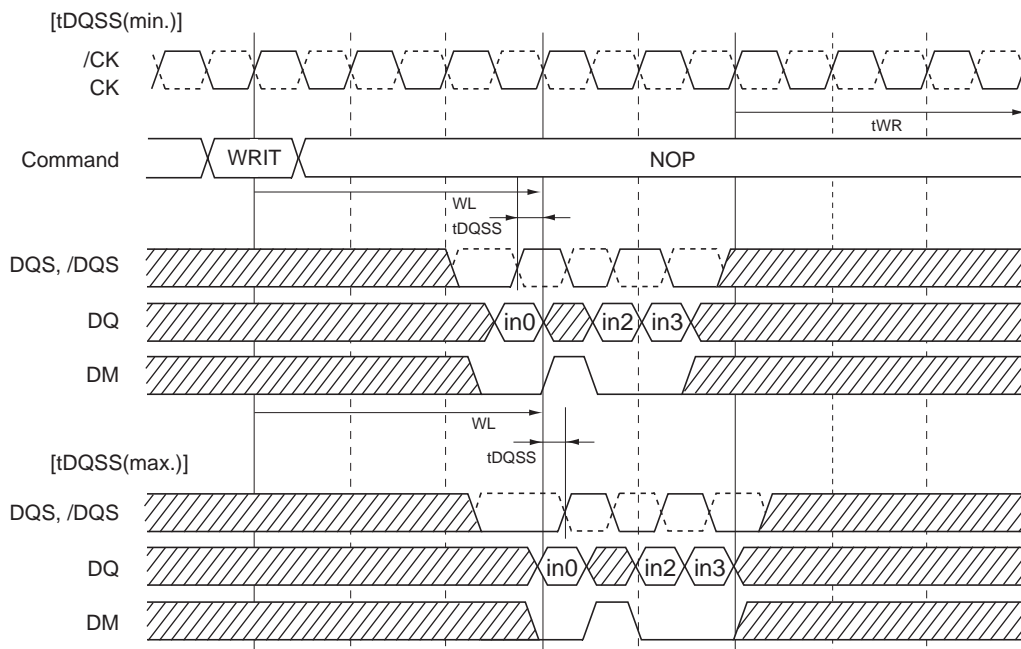 [tDQSS(min.)]
/CK
CK
tWR
Command WRIT NOP
WL
tDQSS
DQS, /DQS
DQ in0 in2 in3
DM
WL
tDQSS
[tDQSS(max.)]
DQS, /DQS
DQ in0 in2 in3
DM